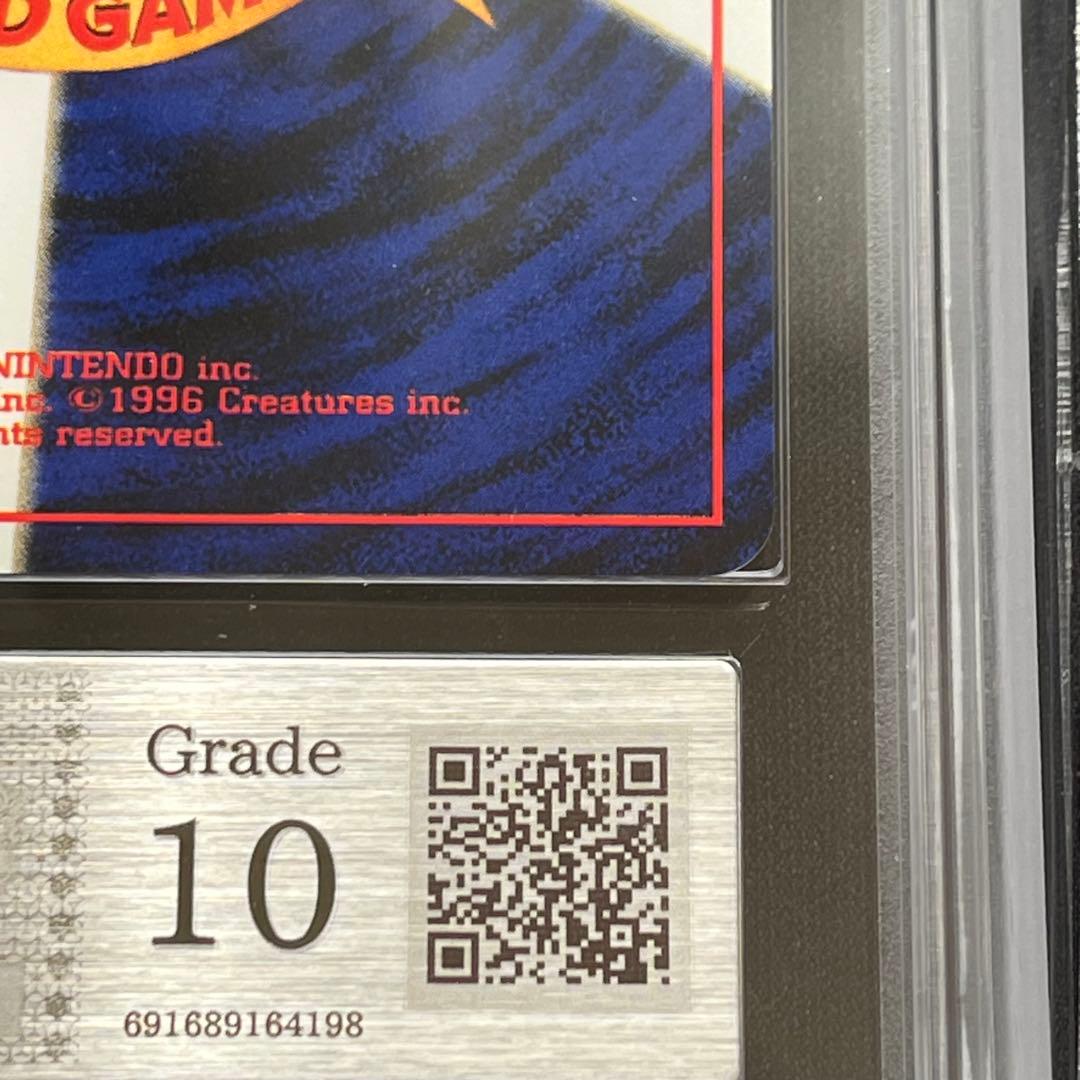 D GAM
NINTENDO inc.
nc. ©1996 Creatures inc.
nts reserved.
Grade
10
691689164198